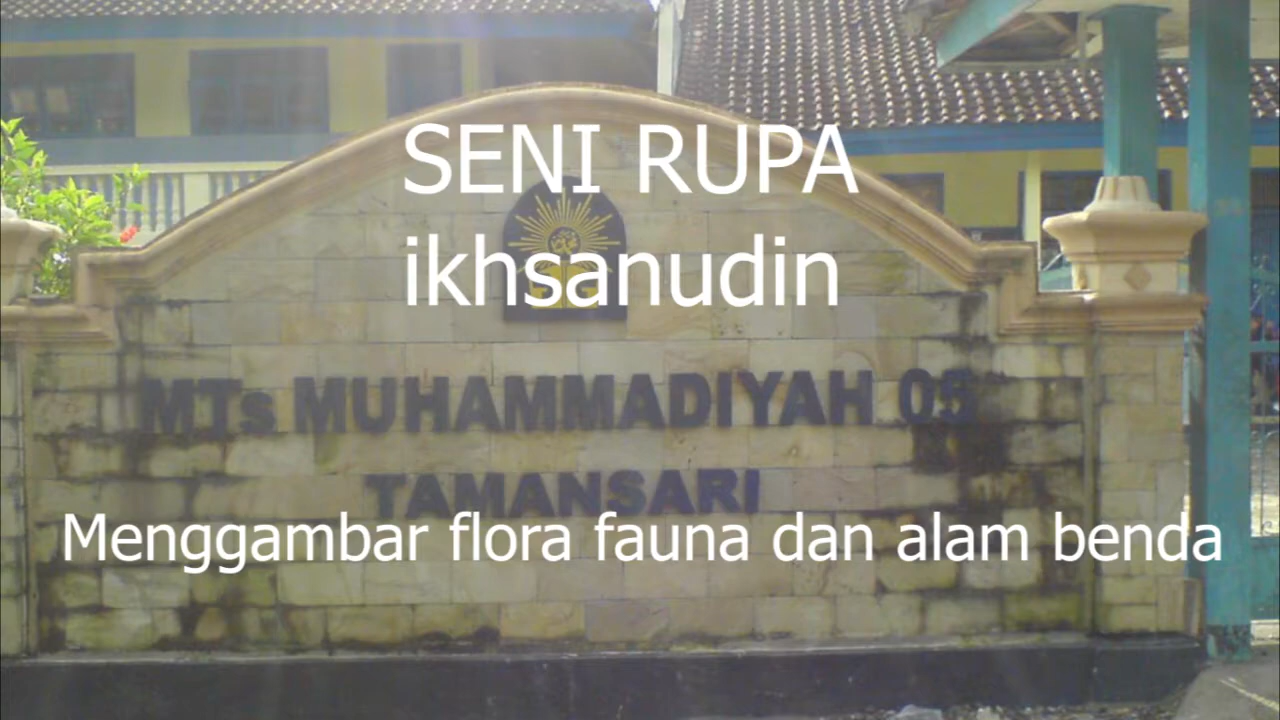 SENI RUPA
ikhsanudin
MTs MUHAMMADIYAH 05
TAMANSARI
Menggambar flora fauna dan alam benda